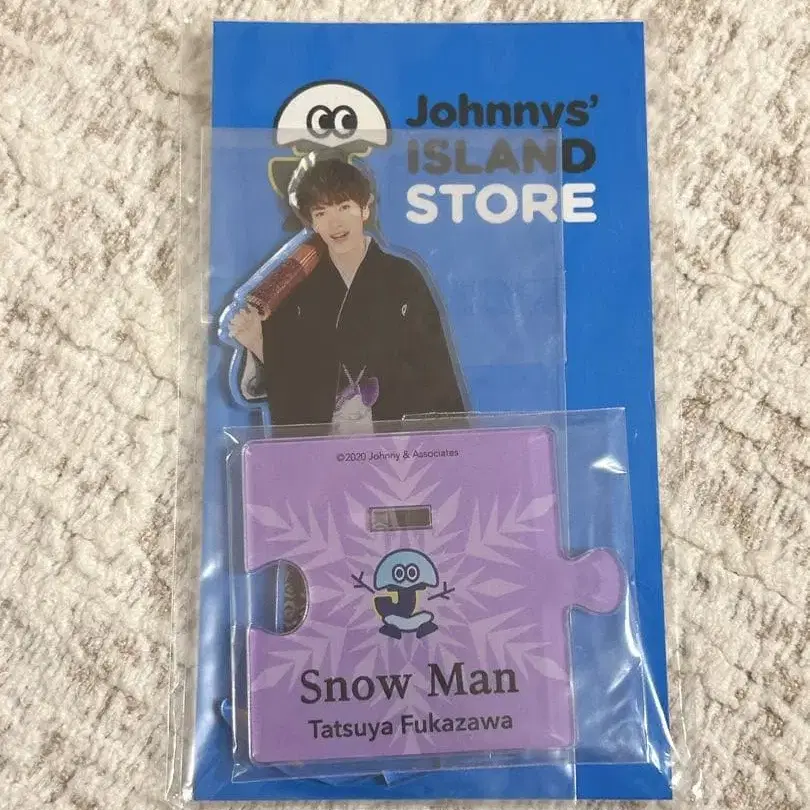 Johnnys'
ISLAND
STORE
©2020 Johnny & Associates
J
Snow Man
Tatsuya Fukazawa